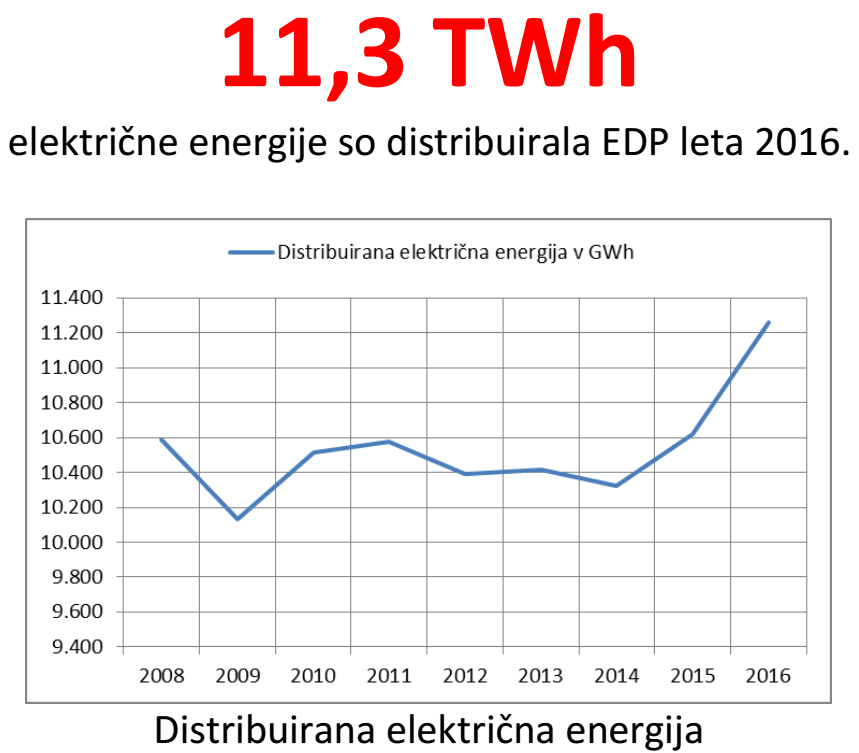 11,3 TWh
električne energije so distribuirala EDP leta 2016.
Distribuirana električna energija v GWh
11.400
11.200
11.000
10.800
10.600
10.400
10.200
10.000
9.800
9.600
9.400
2008 2009 2010 2011 2012 2013 2014 2015 2016
Distribuirana električna energija